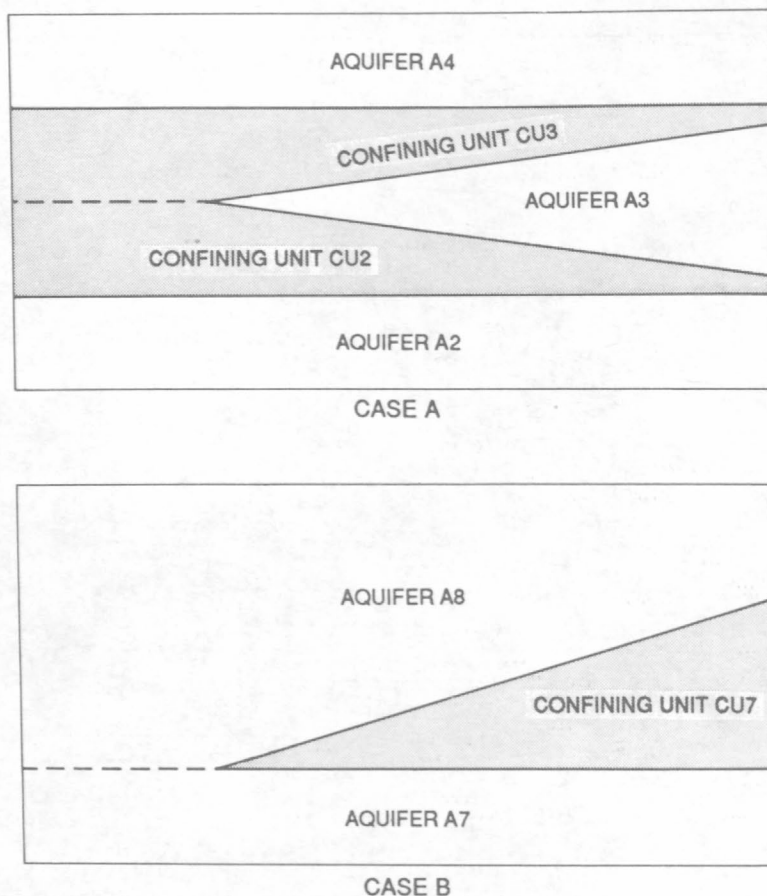 AQUIFER A4
CONFINING UNIT CU3
AQUIFER A3
CONFINING UNIT CU2
AQUIFER A2
CASE A
AQUIFER A8
CONFINING UNIT CU7
AQUIFER A7
CASE B